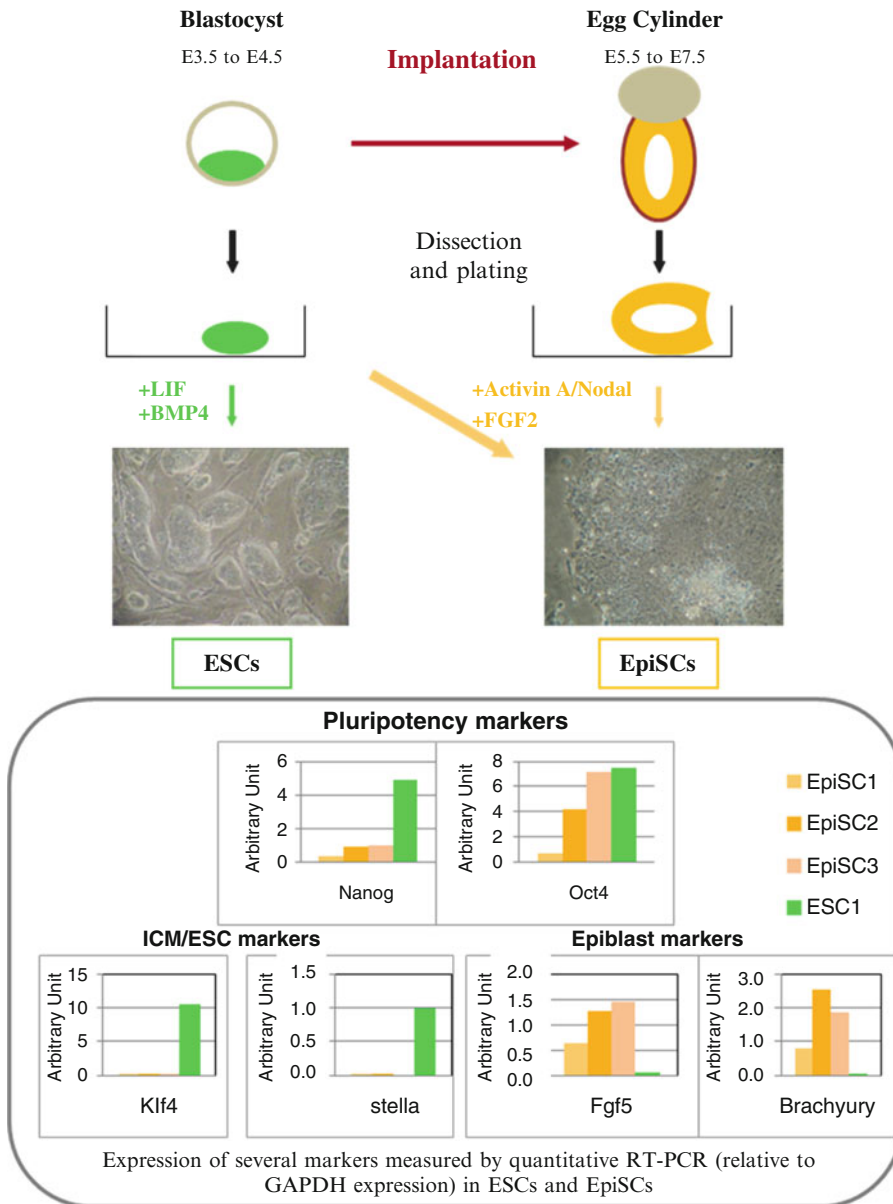 Blastocyst
E3.5 to E4.5
Implantation
Egg Cylinder
E5.5 to E7.5
Dissection
and plating
+LIF
+BMP4
+Activin A/Nodal
+FGF2
ESCs
EpiSCs
Pluripotency markers
Arbitrary Unit
6
4
2
0
Nanog
Arbitrary Unit
8
6
4
2
0
Oct4
EpiSC1
EpiSC2
EpiSC3
ESC1
ICM/ESC markers
Arbitrary Unit
15
10
5
0
Klf4
Arbitrary Unit
1.5
1.0
0.5
0.0
stella
Epiblast markers
Arbitrary Unit
2.0
1.5
1.0
0.5
0.0
Fgf5
Arbitrary Unit
3.0
2.0
1.0
0.0
Brachyury
Expression of several markers measured by quantitative RT-PCR (relative to
GAPDH expression) in ESCs and EpiSCs